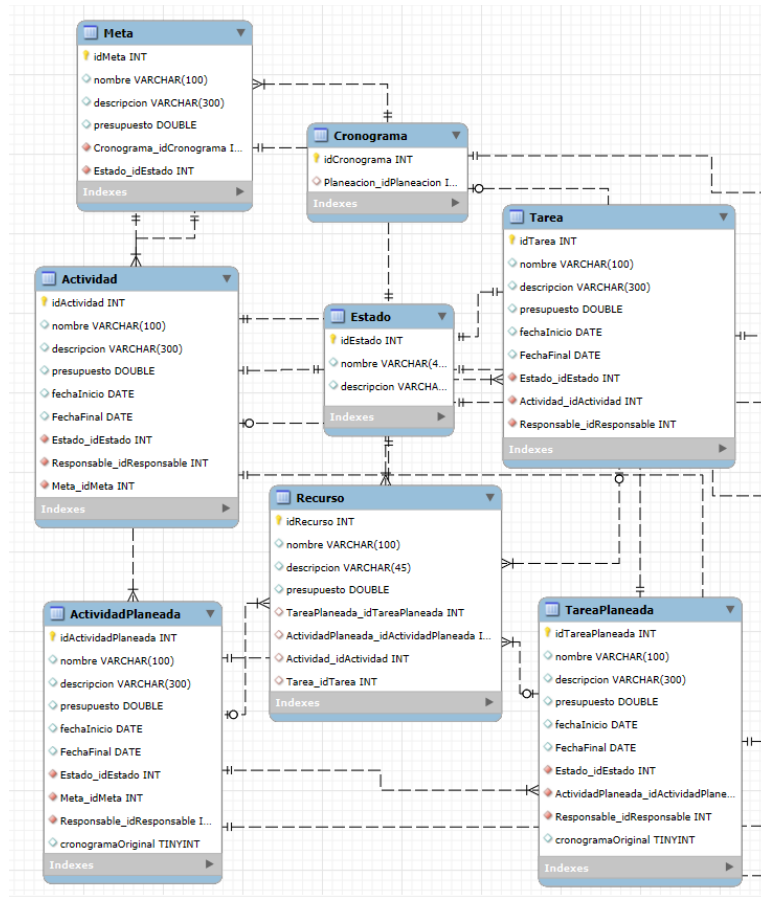 Meta
idMeta INT
nombre VARCHAR(100)
descripcion VARCHAR(300)
presupuesto DOUBLE
Cronograma_idCronograma I...
Estado_idEstado INT
Indexes
Cronograma
idCronograma INT
Planeacion_idPlaneacion I...
Indexes
Tarea
idTarea INT
nombre VARCHAR(100)
descripcion VARCHAR(300)
presupuesto DOUBLE
fechaInicio DATE
FechaFinal DATE
Estado_idEstado INT
Actividad_idActividad INT
Responsable_idResponsable INT
Indexes
Actividad
idActividad INT
nombre VARCHAR(100)
descripcion VARCHAR(300)
presupuesto DOUBLE
fechaInicio DATE
FechaFinal DATE
Estado_idEstado INT
Responsable_idResponsable INT
Meta_idMeta INT
Indexes
Estado
idEstado INT
nombre VARCHAR(4...
descripcion VARCHA...
Indexes
Recurso
idRecurso INT
nombre VARCHAR(100)
descripcion VARCHAR(45)
presupuesto DOUBLE
TareaPlaneada_idTareaPlaneada INT
ActividadPlaneada_idActividadPlaneada I...
Actividad_idActividad INT
Tarea_idTarea INT
Indexes
ActividadPlaneada
idActividadPlaneada INT
nombre VARCHAR(100)
descripcion VARCHAR(300)
presupuesto DOUBLE
fechaInicio DATE
FechaFinal DATE
Estado_idEstado INT
Meta_idMeta INT
Responsable_idResponsable I...
cronogramaOriginal TINYINT
Indexes
TareaPlaneada
idTareaPlaneada INT
nombre VARCHAR(100)
descripcion VARCHAR(300)
presupuesto DOUBLE
fechaInicio DATE
FechaFinal DATE
Estado_idEstado INT
ActividadPlaneada_idActividadPlane...
Responsable_idResponsable INT
cronogramaOriginal TINYINT
Indexes